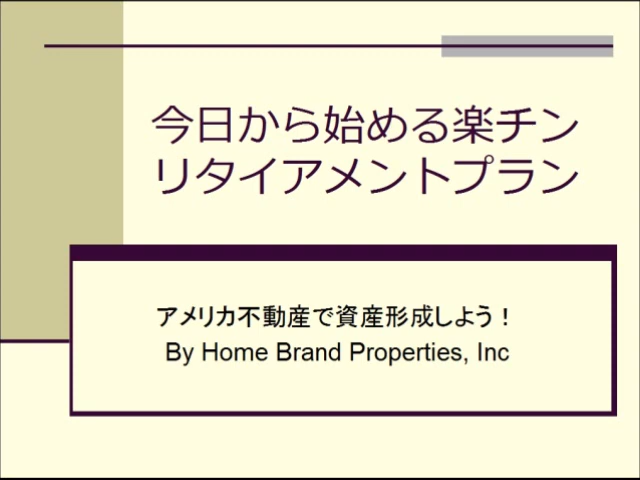 今日から始める楽チン
リタイアメントプラン
アメリカ不動産で資産形成しよう！
By Home Brand Properties, Inc